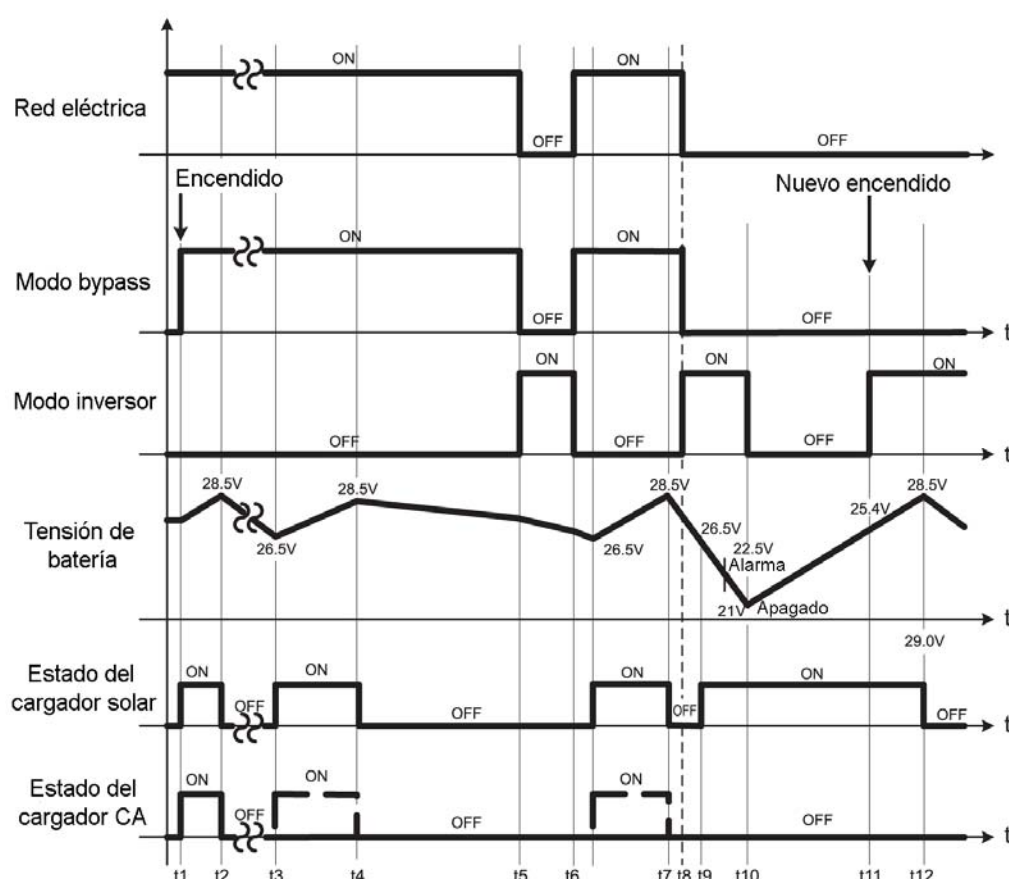 ON
ON
Red eléctrica
OFF
OFF
Encendido
Nuevo encendido
ON
ON
Modo bypass
OFF
OFF
t
ON
ON
ON
Modo inversor
OFF
OFF
OFF
t
28.5V
28.5V
28.5V
28.5V
Tensión de
batería
26.5V
26.5V
26.5V
22.5V
25.4V
Alarma
21V
Apagado
t
29.0V
Estado del
cargador solar
ON
ON
ON
ON
OFF
OFF
OFF
OFF
t
Estado del
cargador CA
ON
ON
ON
OFF
OFF
OFF
t
t1 t2 t3 t4 t5 t6 t7 t8 t9 t10 t11 t12